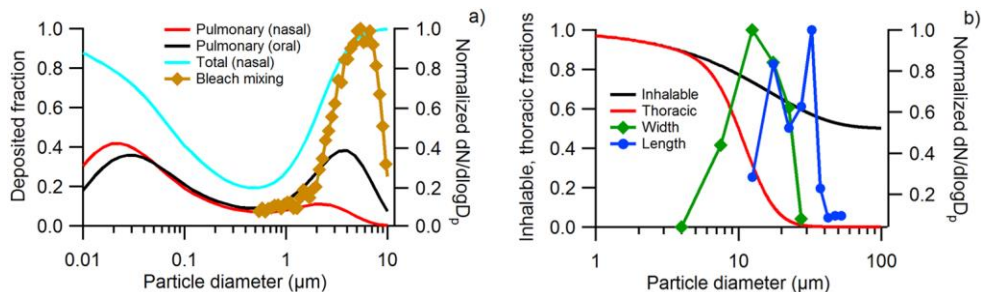 a)
Pulmonary (nasal)
Pulmonary (oral)
Total (nasal)
Bleach mixing
Deposited fraction
1.0
0.8
0.6
0.4
0.2
0.0
1.0
0.8
0.6
0.4
0.2
0.0
Normalized dN/dlogDp
0.01
0.1
1
10
Particle diameter (μm)
b)
Inhalable
Thoracic
Width
Length
Inhalable, thoracic fractions
1.0
0.8
0.6
0.4
0.2
0.0
1.0
0.8
0.6
0.4
0.2
Normalized dN/dlogDp
1
10
100
Particle diameter (μm)